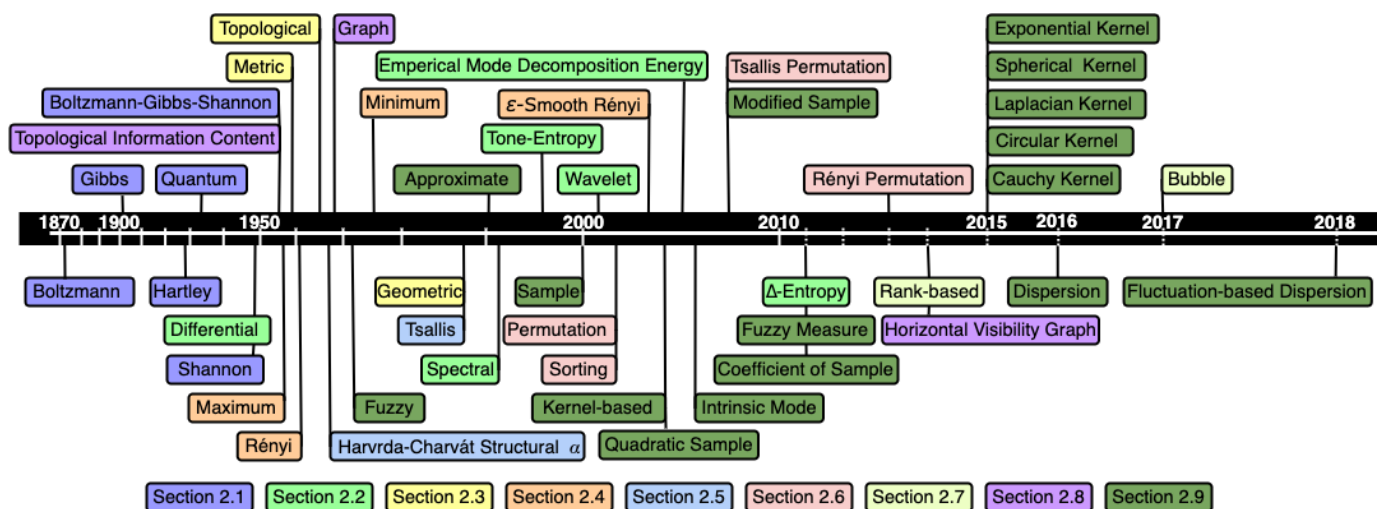 Topological
Graph
Exponential Kernel
Metric
Emperical Mode Decomposition Energy
Tsallis Permutation
Spherical Kernel
Boltzmann-Gibbs-Shannon
Minimum
ε-Smooth Rényi
Modified Sample
Laplacian Kernel
Topological Information Content
Tone-Entropy
Circular Kernel
Gibbs
Quantum
Approximate
Wavelet
Rényi Permutation
Cauchy Kernel
Bubble
1870
1900
1950
2000
2010
2015
2016
2017
2018
Boltzmann
Hartley
Geometric
Sample
Δ-Entropy
Rank-based
Dispersion
Fluctuation-based Dispersion
Differential
Tsallis
Permutation
Fuzzy Measure
Horizontal Visibility Graph
Shannon
Spectral
Sorting
Coefficient of Sample
Maximum
Fuzzy
Kernel-based
Intrinsic Mode
Rényi
Harvrda-Charvát Structural α
Quadratic Sample
Section 2.1
Section 2.2
Section 2.3
Section 2.4
Section 2.5
Section 2.6
Section 2.7
Section 2.8
Section 2.9